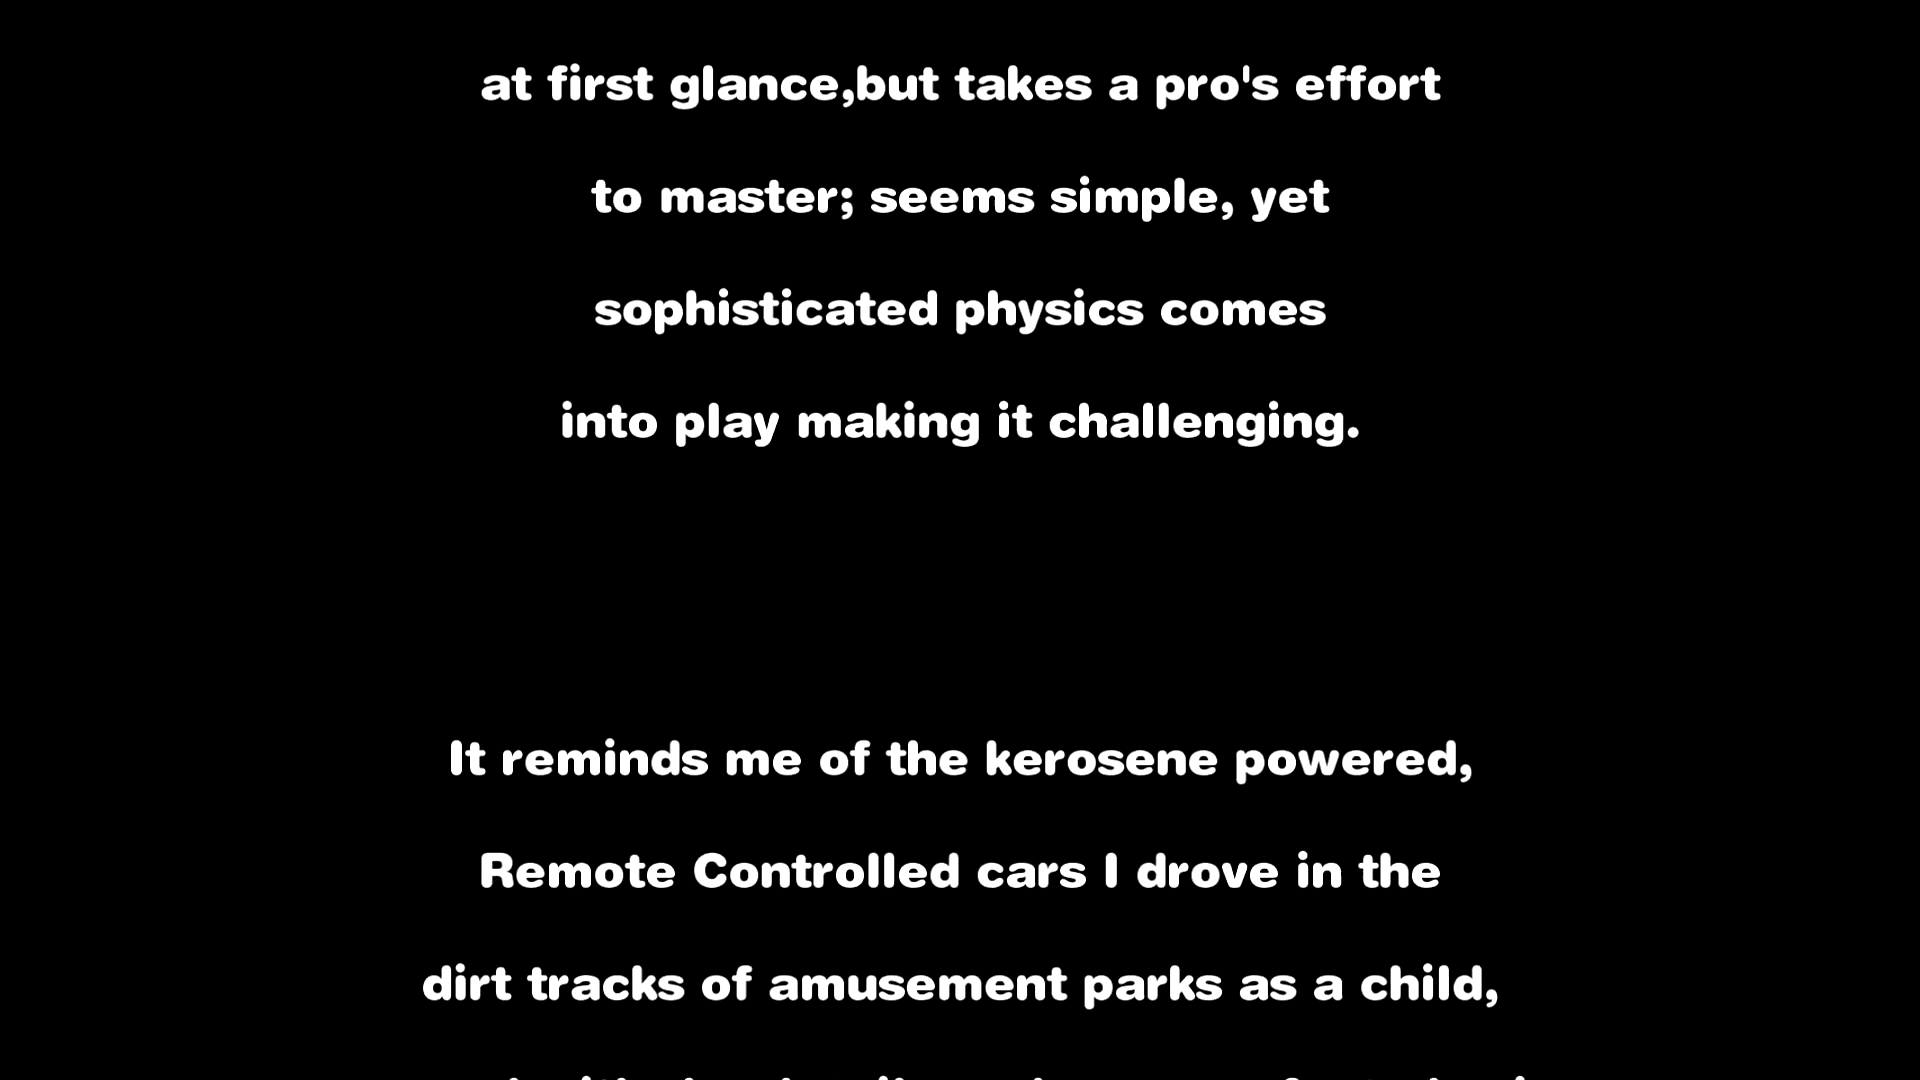 at first glance,but takes a pro's effort
to master; seems simple, yet
sophisticated physics comes
into play making it challenging.
It reminds me of the kerosene powered,
Remote Controlled cars I drove in the
dirt tracks of amusement parks as a child,